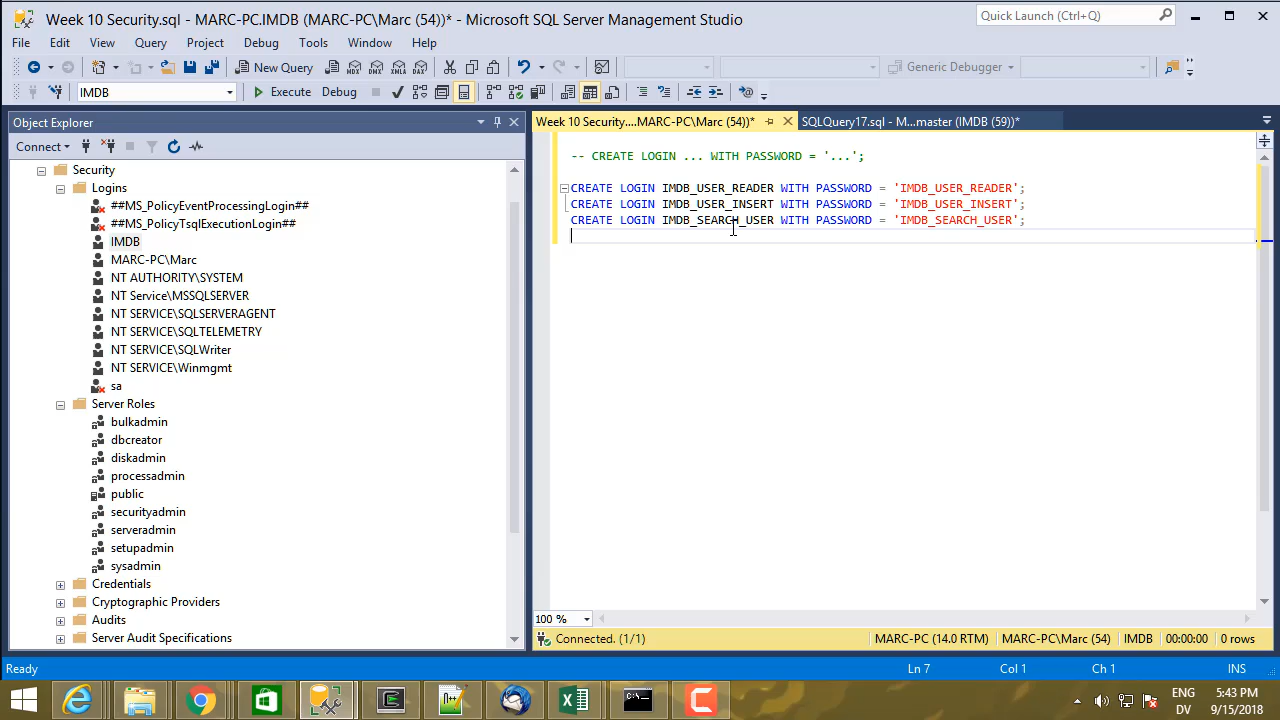 Week 10 Security.sql - MARC-PC.IMDB (MARC-PC\Marc (54))* - Microsoft SQL Server Management Studio
Quick Launch (Ctrl+Q)
File Edit View Query Project Debug Tools Window Help
New Query MDX DMX XMLA DAX Generic Debugger
IMDB Execute Debug
Object Explorer
Week 10 Security....MARC-PC\Marc (54))* SQLQuery17.sql - M...master (IMDB (59))*
Connect
Security
Logins
##MS_PolicyEventProcessingLogin##
##MS_PolicyTsqlExecutionLogin##
IMDB
MARC-PC\Marc
NT AUTHORITY\SYSTEM
NT Service\MSSQLSERVER
NT SERVICE\SQLSERVERAGENT
NT SERVICE\SQLTELEMETRY
NT SERVICE\SQLWriter
NT SERVICE\Winmgmt
sa
Server Roles
bulkadmin
dbcreator
diskadmin
processadmin
public
securityadmin
serveradmin
setupadmin
sysadmin
Credentials
Cryptographic Providers
Audits
Server Audit Specifications
-- CREATE LOGIN ... WITH PASSWORD = '...';
CREATE LOGIN IMDB_USER_READER WITH PASSWORD = 'IMDB_USER_READER';
CREATE LOGIN IMDB_USER_INSERT WITH PASSWORD = 'IMDB_USER_INSERT';
CREATE LOGIN IMDB_SEARCH_USER WITH PASSWORD = 'IMDB_SEARCH_USER';
100 %
Connected. (1/1) MARC-PC (14.0 RTM) MARC-PC\Marc (54) IMDB 00:00:00 0 rows
Ready Ln 7 Col 1 Ch 1 INS
ENG 5:43 PM
DV 9/15/2018